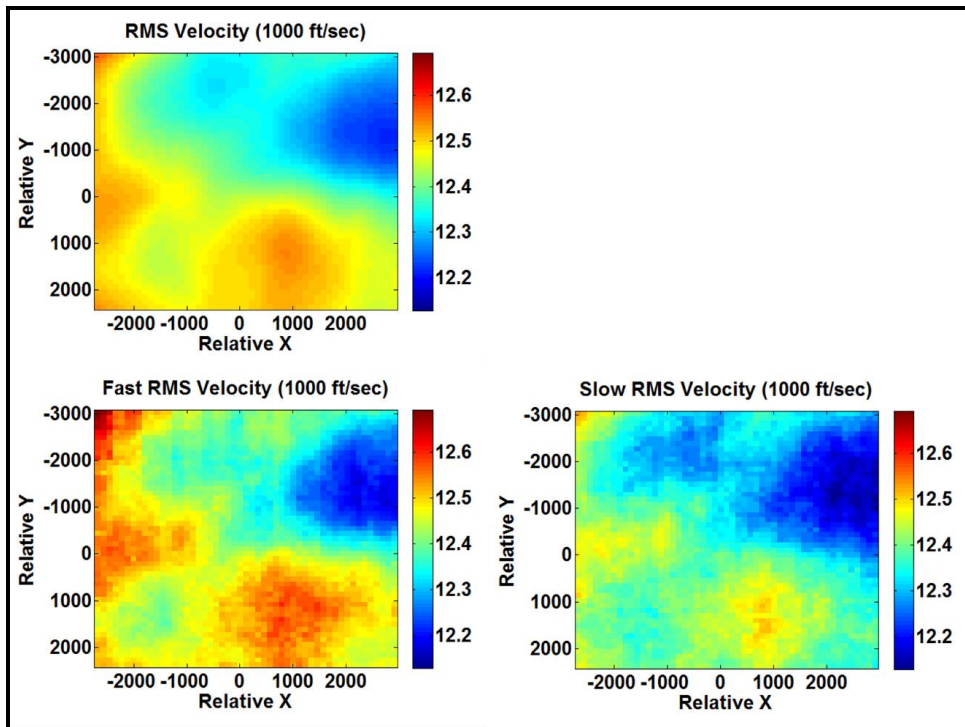 RMS Velocity (1000 ft/sec)
-3000
-2000
-1000
0
1000
2000
Relative Y
-2000 -1000 0 1000 2000
Relative X
12.6
12.5
12.4
12.3
12.2
Fast RMS Velocity (1000 ft/sec)
-3000
-2000
-1000
0
1000
2000
Relative Y
-2000 -1000 0 1000 2000
Relative X
12.6
12.5
12.4
12.3
12.2
Slow RMS Velocity (1000 ft/sec)
-3000
-2000
-1000
0
1000
2000
Relative Y
-2000 -1000 0 1000 2000
Relative X
12.6
12.5
12.4
12.3
12.2